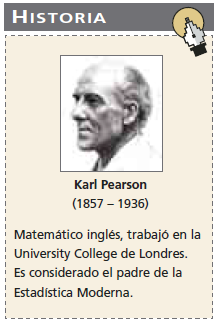 HISTORIA
Karl Pearson
(1857 – 1936)
Matemático inglés, trabajó en la
University College de Londres.
Es considerado el padre de la
Estadística Moderna.